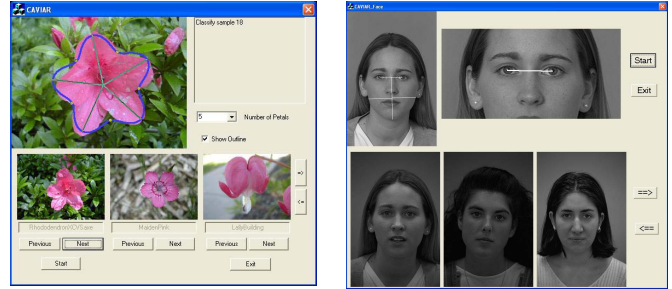 CAVIAR
Classify sample 18
5
Number of Petals
Show Outline
=>
<=
MaidenPink
Previous
Next
Previous
Next
Previous
Next
Start
Exit
CAVIAR_Face
Start
Exit
==>
<==